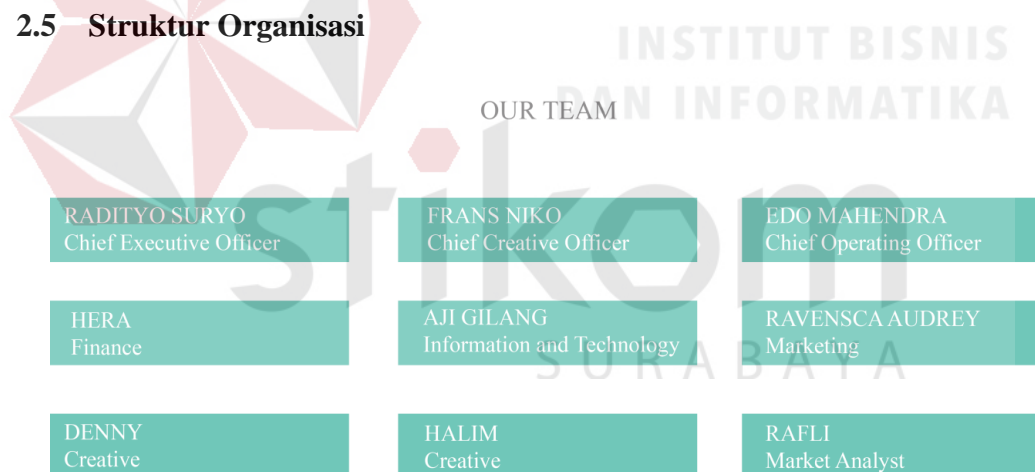 2.5 Struktur Organisasi
INSTITUT BISNIS
DAN INFORMATIKA
OUR TEAM
stikom
SURABAYA
RADITYO SURYO
Chief Executive Officer
FRANS NIKO
Chief Creative Officer
EDO MAHENDRA
Chief Operating Officer
HERA
Finance
AJI GILANG
Information and Technology
RAVENSCA AUDREY
Marketing
DENNY
Creative
HALIM
Creative
RAFLI
Market Analyst